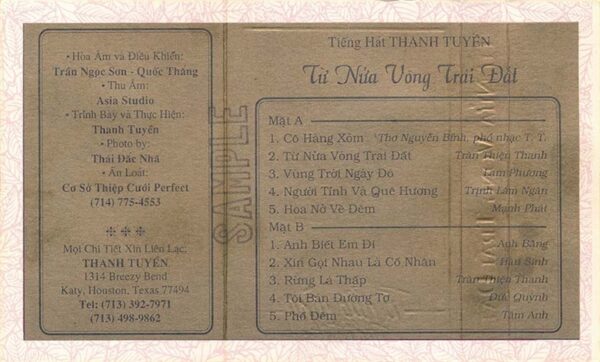 • Hòa Âm và Điều Khiển:
Trần Ngọc Sơn - Quốc Thắng
• Thu Âm:
Asia Studio
• Trình Bày và Thực Hiện:
Thanh Tuyền
• Photo by:
Thái Đắc Nhã
• Ấn Loát:
Cơ Sở Thiệp Cưới Perfect
(714) 775-4553
Mọi Chi Tiết Xin Liên Lạc:
THANH TUYỀN
1314 Breezy Bend
Katy, Houston, Texas 77494
Tel: (713) 392-7971
(713) 498-9862
SAMPLE
Tiếng Hát THANH TUYỀN
Từ Nửa Vòng Trái Đất
Mặt A
1. Cô Hàng Xóm Thơ Nguyễn Bính, phổ nhạc T. T.
2. Từ Nửa Vòng Trái Đất Trần Thiện Thanh
3. Vùng Trời Ngày Đó Lam Phương
4. Người Tình Và Quê Hương Trịnh Lâm Ngân
5. Hoa Nở Về Đêm Mạnh Phát
Mặt B
1. Anh Biết Em Đi Anh Bằng
2. Xin Gọi Nhau Là Cố Nhân Sinh
3. Rừng Lá Thấp Trần Thiện Thanh
4. Tôi Bán Đường Tơ Đức Quỳnh
5. Phố Đêm Tâm Anh